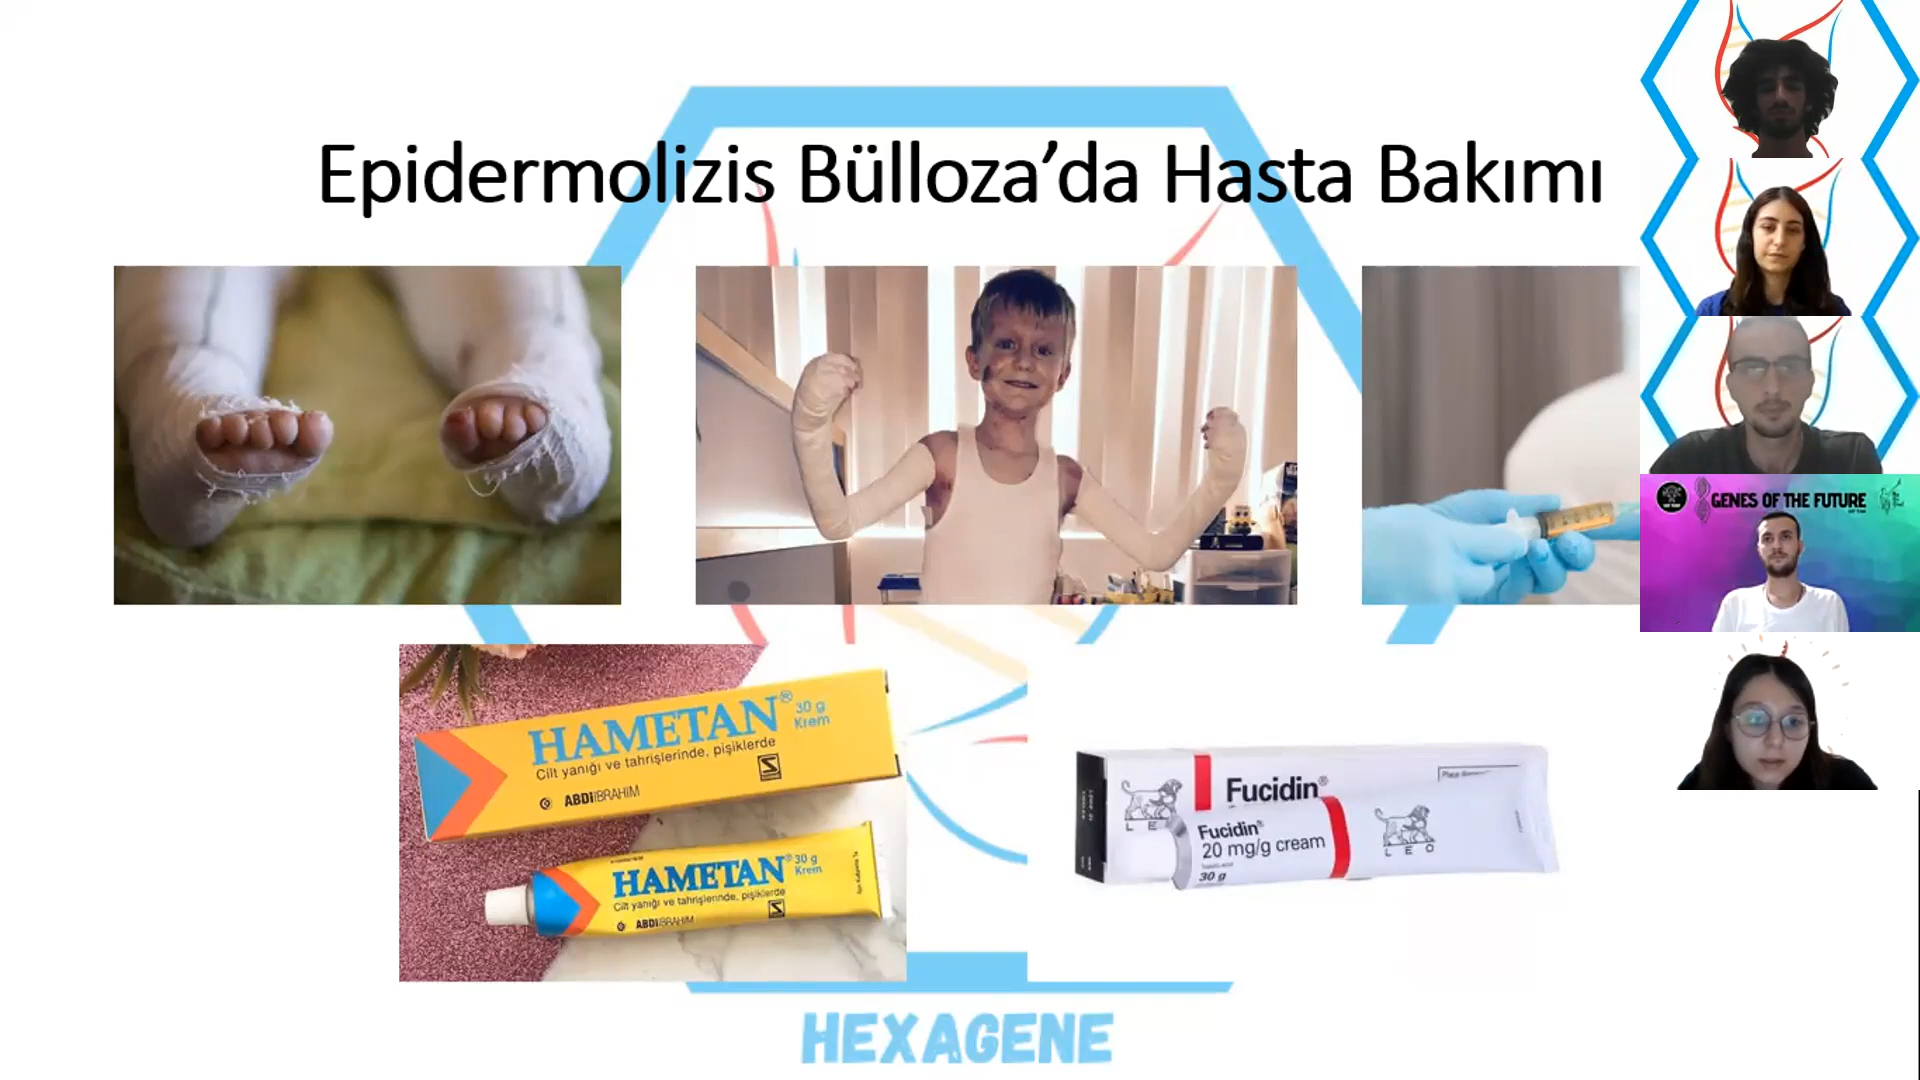 Epidermolizis Bülloza’da Hasta Bakımı
GENES OF THE FUTURE
HAMETAN® 30 g
Krem
Cilt yanığı ve tahrişlerinde, pişiklerde
ABDİİBRAHİM
HAMETAN® 30 g
Krem
Cilt yanığı ve tahrişlerinde, pişiklerde
ABDİİBRAHİM
Fucidin®
LEO
Fucidin®
20 mg/g cream
30 g
LEO
HEXAGENE